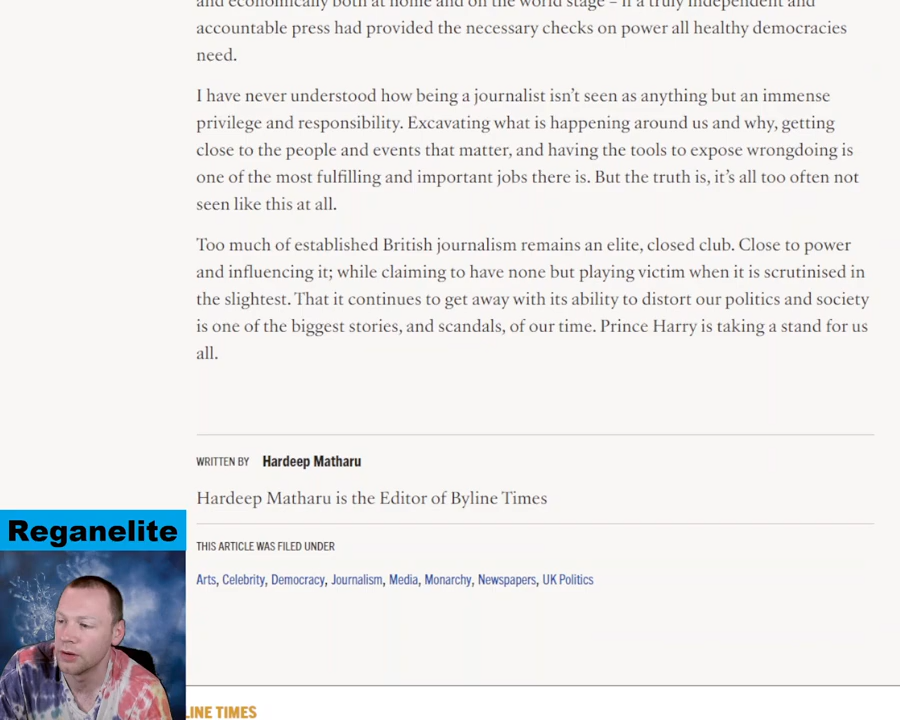 and economically both at home and on the world stage – if a truly independent and
accountable press had provided the necessary checks on power all healthy democracies
need.
I have never understood how being a journalist isn't seen as anything but an immense
privilege and responsibility. Excavating what is happening around us and why, getting
close to the people and events that matter, and having the tools to expose wrongdoing is
one of the most fulfilling and important jobs there is. But the truth is, it's all too often not
seen like this at all.
Too much of established British journalism remains an elite, closed club. Close to power
and influencing it; while claiming to have none but playing victim when it is scrutinised in
the slightest. That it continues to get away with its ability to distort our politics and society
is one of the biggest stories, and scandals, of our time. Prince Harry is taking a stand for us
all.
WRITTEN BY Hardeep Matharu
Hardeep Matharu is the Editor of Byline Times
THIS ARTICLE WAS FILED UNDER
Arts, Celebrity, Democracy, Journalism, Media, Monarchy, Newspapers, UK Politics
Reganelite
LINE TIMES